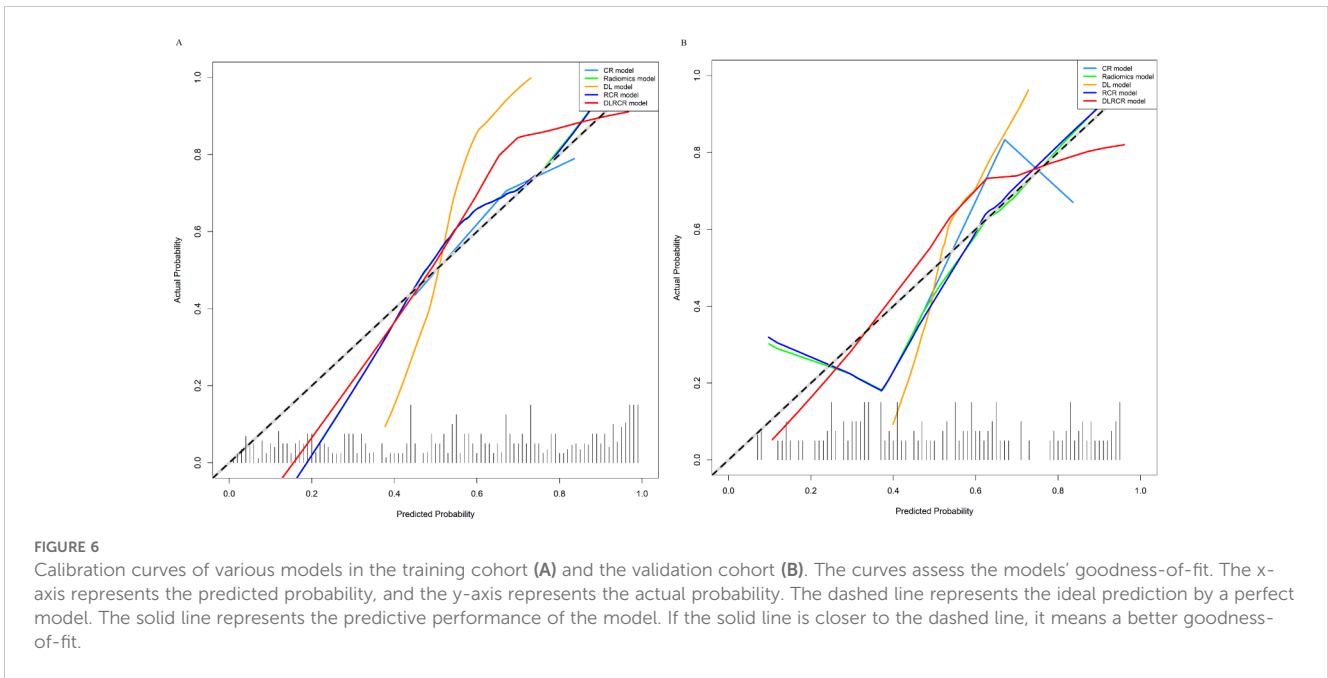 A
B
CR model
Radiomics model
DL model
RCR model
DLRCR model
CR model
Radiomics model
DL model
RCR model
DLRCR model
Actual Probability
0.0
0.2
0.4
0.6
0.8
1.0
0.0
0.2
0.4
0.6
0.8
1.0
Predicted Probability
Actual Probability
0.0
0.2
0.4
0.6
0.8
1.0
0.0
0.2
0.4
0.6
0.8
1.0
Predicted Probability
FIGURE 6
Calibration curves of various models in the training cohort (A) and the validation cohort (B). The curves assess the models’ goodness-of-fit. The x-
axis represents the predicted probability, and the y-axis represents the actual probability. The dashed line represents the ideal prediction by a perfect
model. The solid line represents the predictive performance of the model. If the solid line is closer to the dashed line, it means a better goodness-
of-fit.